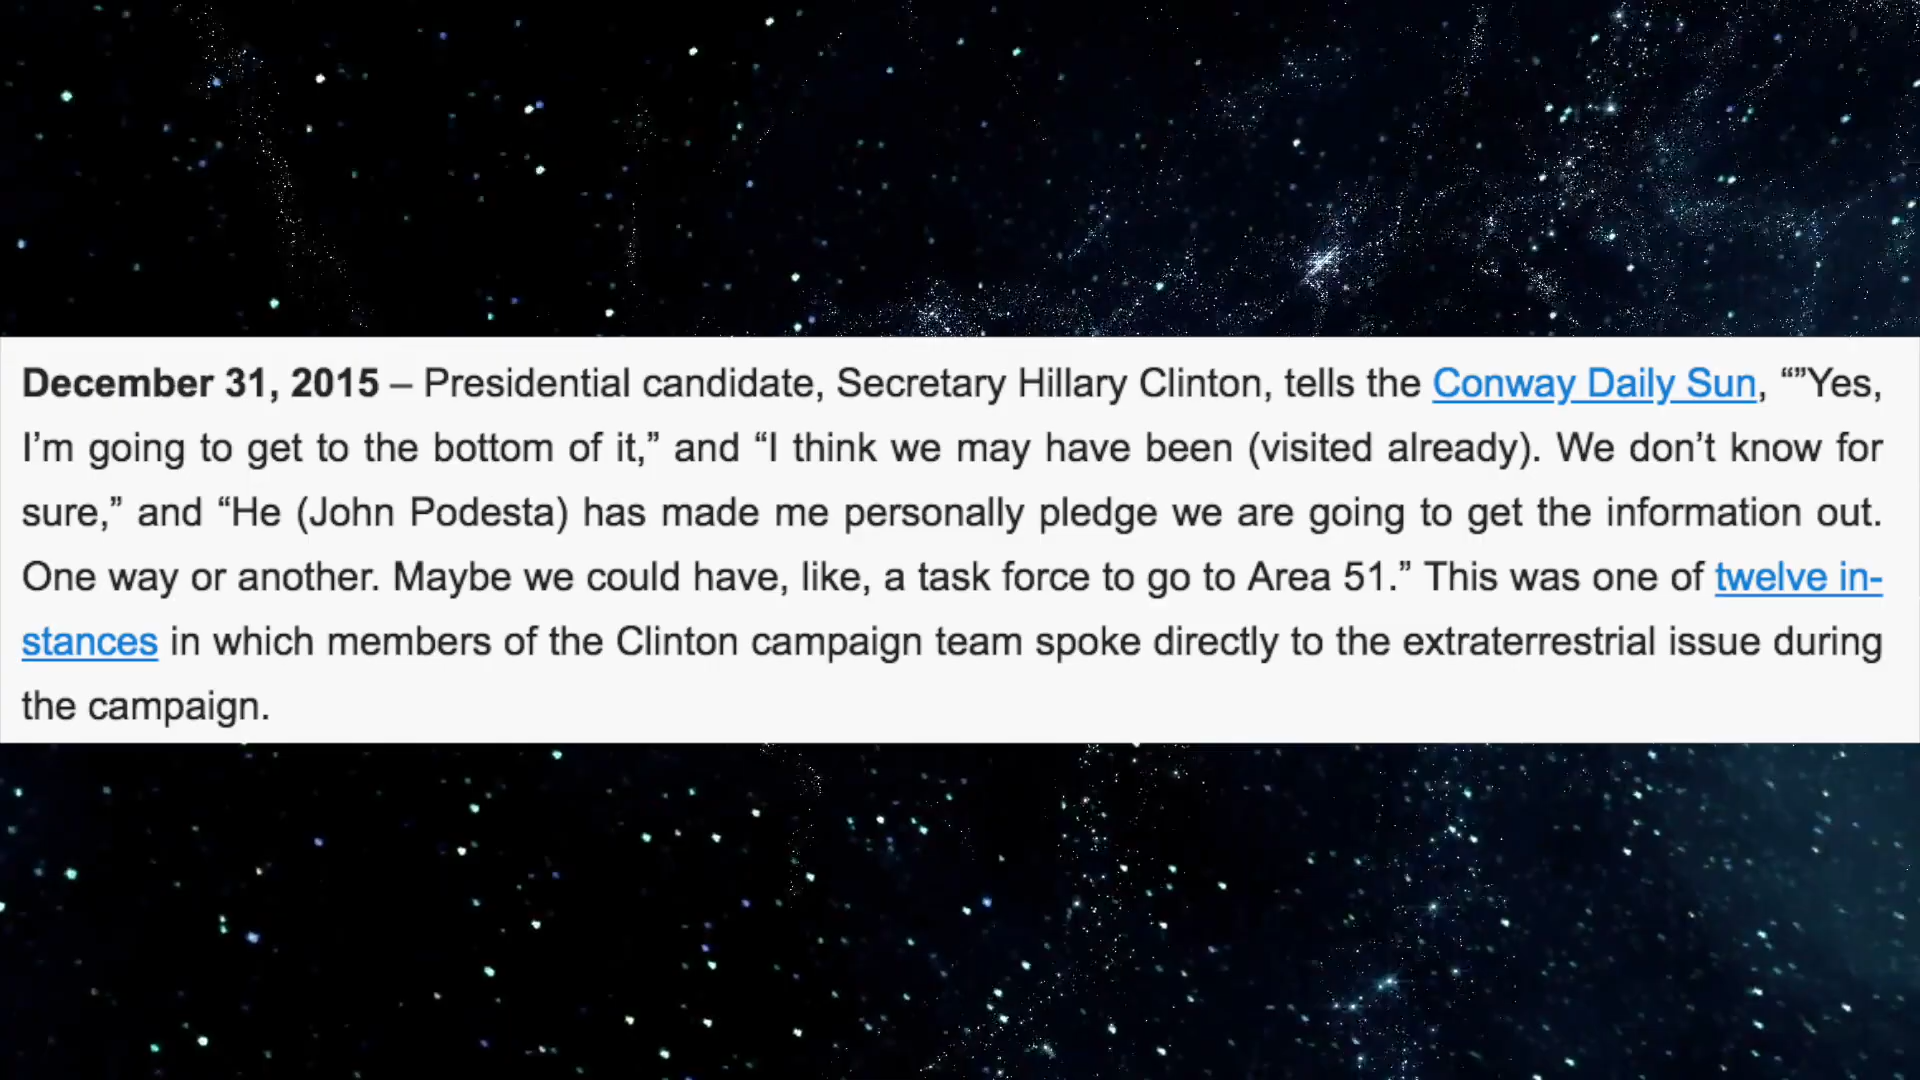 December 31, 2015 – Presidential candidate, Secretary Hillary Clinton, tells the Conway Daily Sun, “”Yes,
I’m going to get to the bottom of it,” and “I think we may have been (visited already). We don’t know for
sure,” and “He (John Podesta) has made me personally pledge we are going to get the information out.
One way or another. Maybe we could have, like, a task force to go to Area 51.” This was one of twelve in-
stances in which members of the Clinton campaign team spoke directly to the extraterrestrial issue during
the campaign.